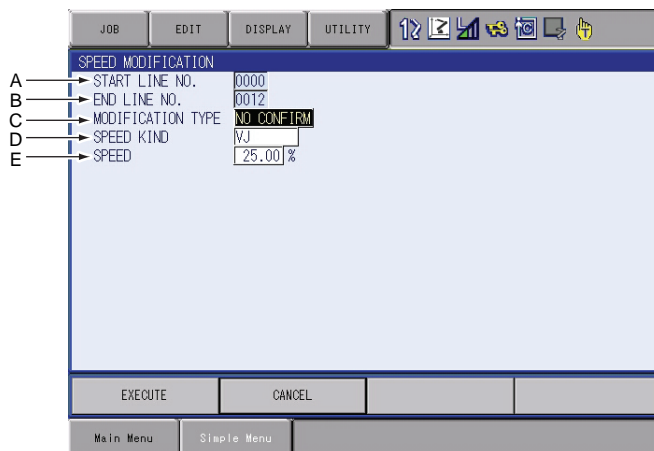 JOB EDIT DISPLAY UTILITY
SPEED MODIFICATION
A START LINE NO. 0000
B END LINE NO. 0012
C MODIFICATION TYPE NO CONFIRM
D SPEED KIND VJ
E SPEED 25.00 %
EXECUTE CANCEL
Main Menu Simple Menu